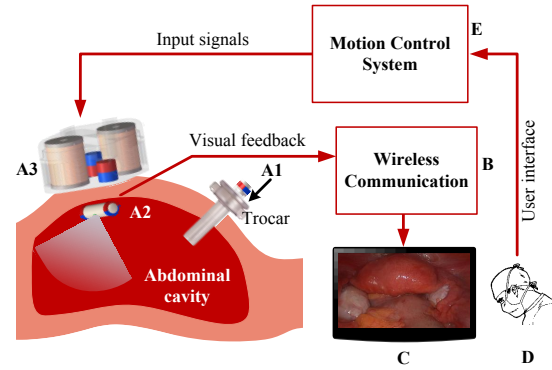 Input signals
Motion Control
System
E
A3
Visual feedback
A1
Wireless
Communication
B
A2
Trocar
User interface
Abdominal
cavity
C
D